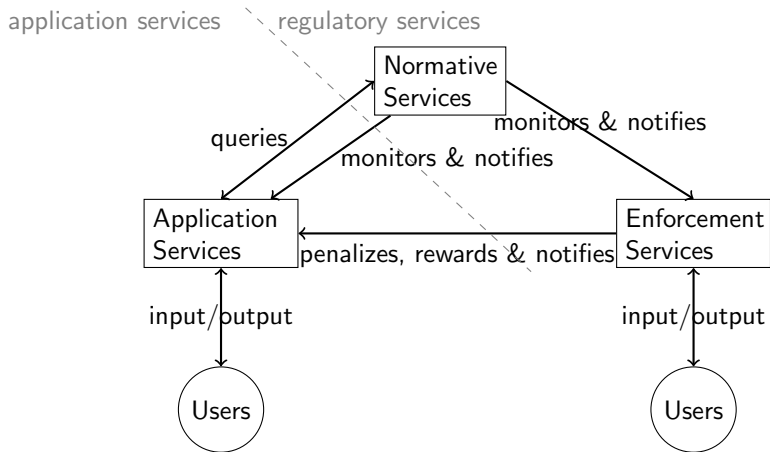 application services
regulatory services
Normative
Services
queries
monitors & notifies
monitors & notifies
Application
Services
Enforcement
Services
penalizes, rewards & notifies
input/output
input/output
Users
Users